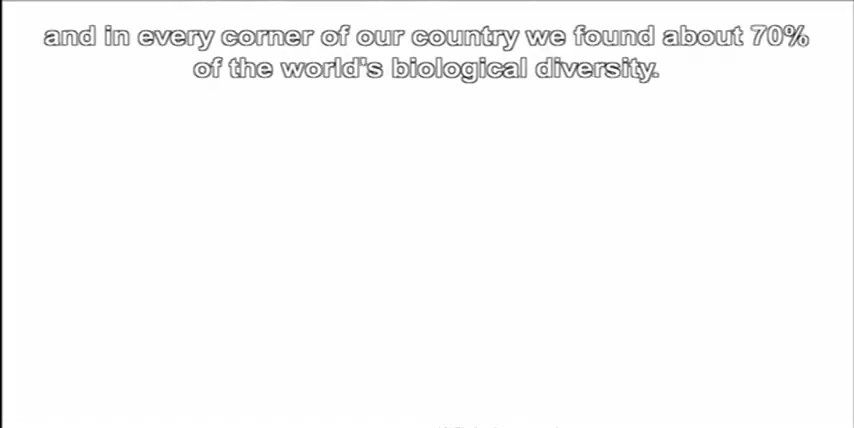 and in every corner of our country we found about 70%
of the world's biological diversity.